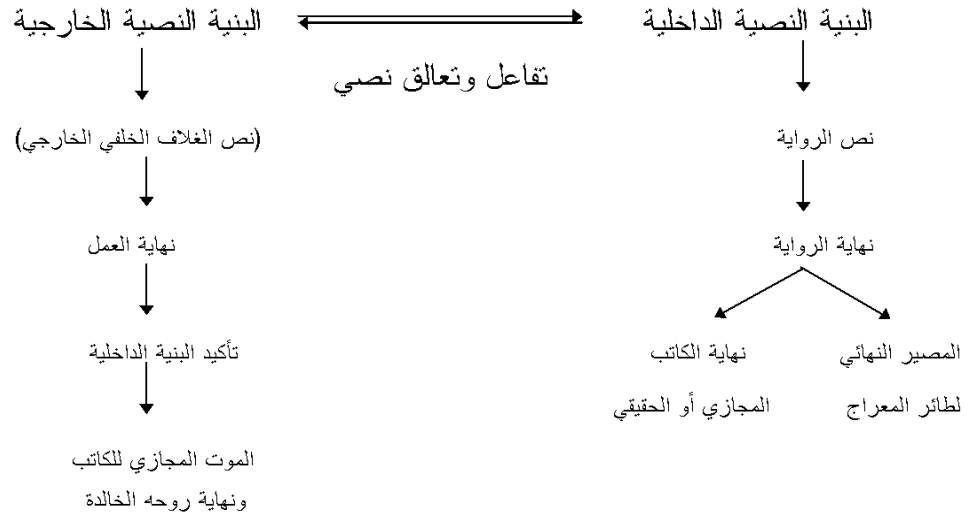 البنية النصية الداخلية
البنية النصية الخارجية
تفاعل وتعالق نصي
نص الرواية
(نص الغلاف الخلفي الخارجي)
نهاية الرواية
نهاية العمل
المصير النهائي
لطائر المعراج
نهاية الكاتب
المجازي أو الحقيقي
تأكيد البنية الداخلية
الموت المجازي للكاتب
ونهاية روحه الخالدة